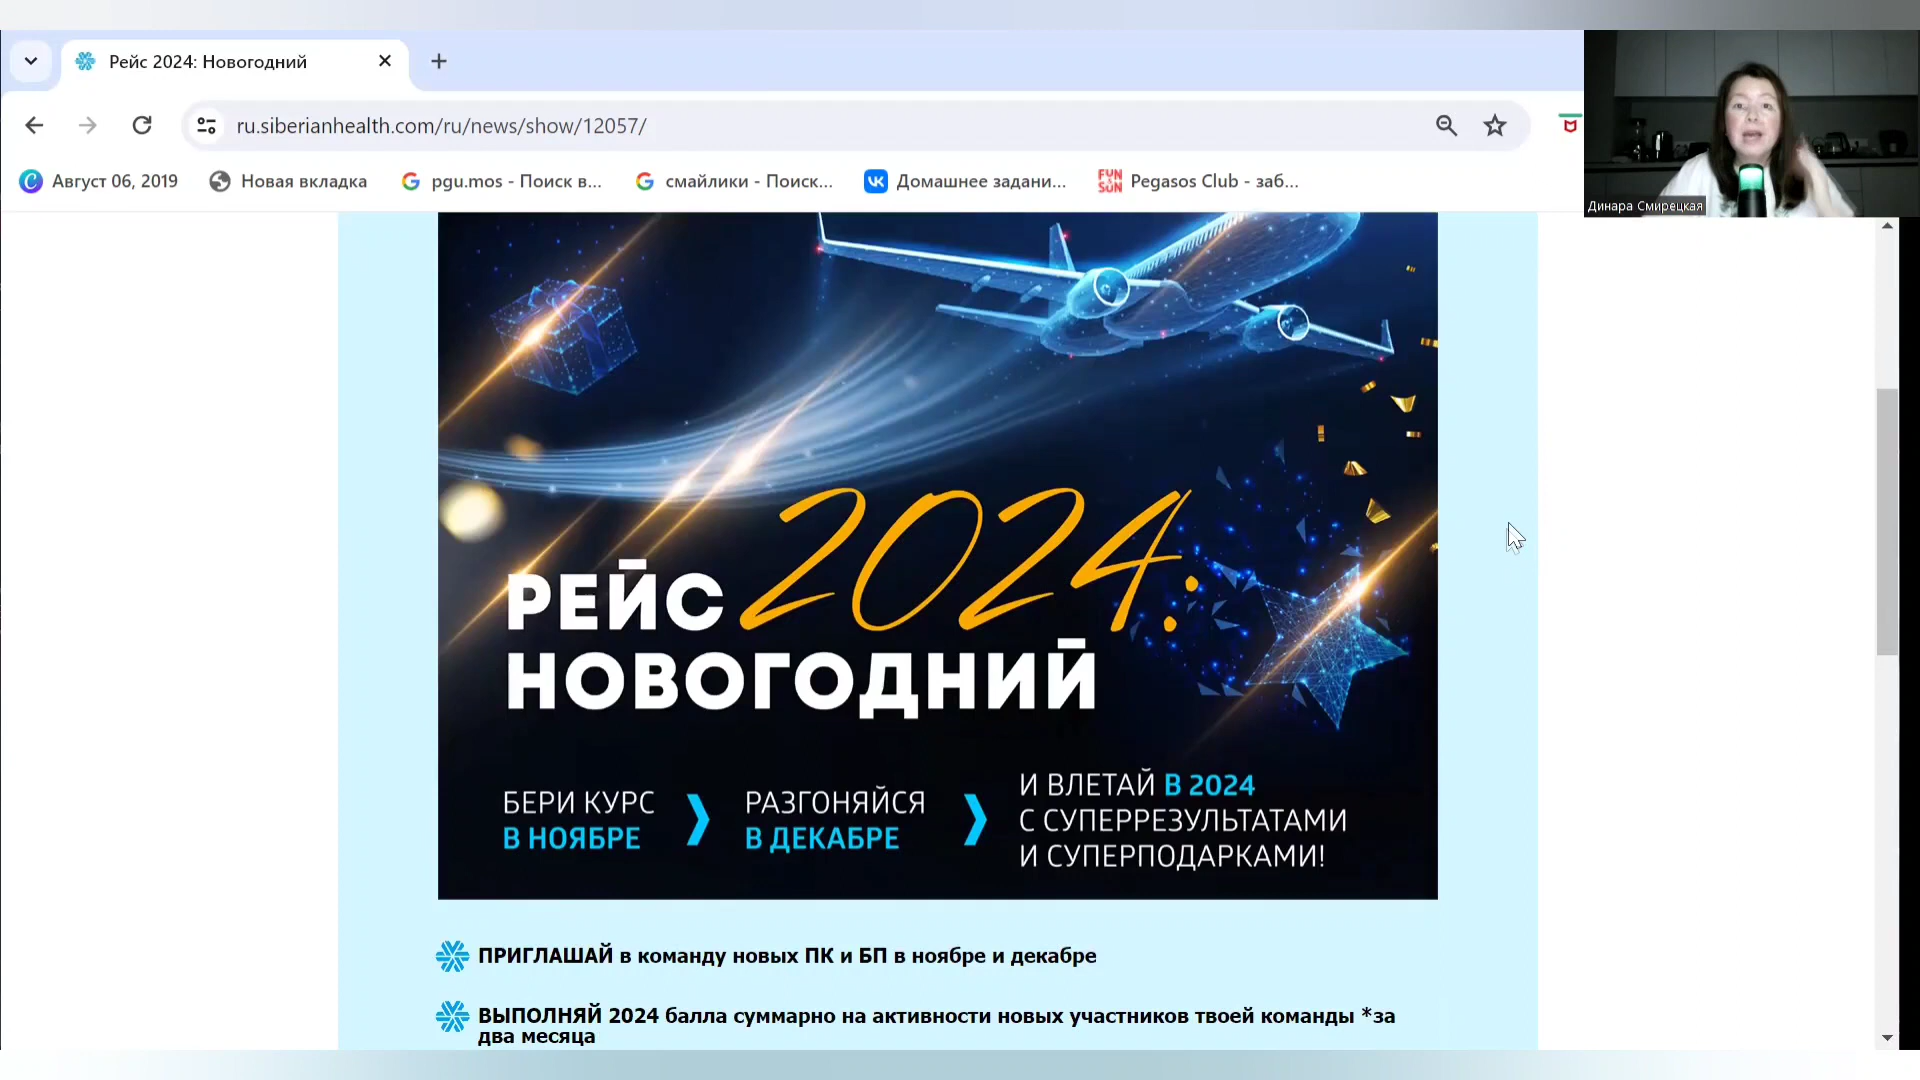 Рейс 2024: Новогодний
ru.siberianhealth.com/ru/news/show/12057/
Август 06, 2019
Новая вкладка
pgu.mos - Поиск в...
смайлики - Поиск...
Домашнее задани...
FUN&SUN
Pegasos Club - заб...
Динара Смирецкая
РЕЙС 2024:
НОВОГОДНИЙ
БЕРИ КУРС
В НОЯБРЕ
РАЗГОНЯЙСЯ
В ДЕКАБРЕ
И ВЛЕТАЙ В 2024
С СУПЕРРЕЗУЛЬТАТАМИ
И СУПЕРПОДАРКАМИ!
ПРИГЛАШАЙ в команду новых ПК и БП в ноябре и декабре
ВЫПОЛНЯЙ 2024 балла суммарно на активности новых участников твоей команды *за
два месяца